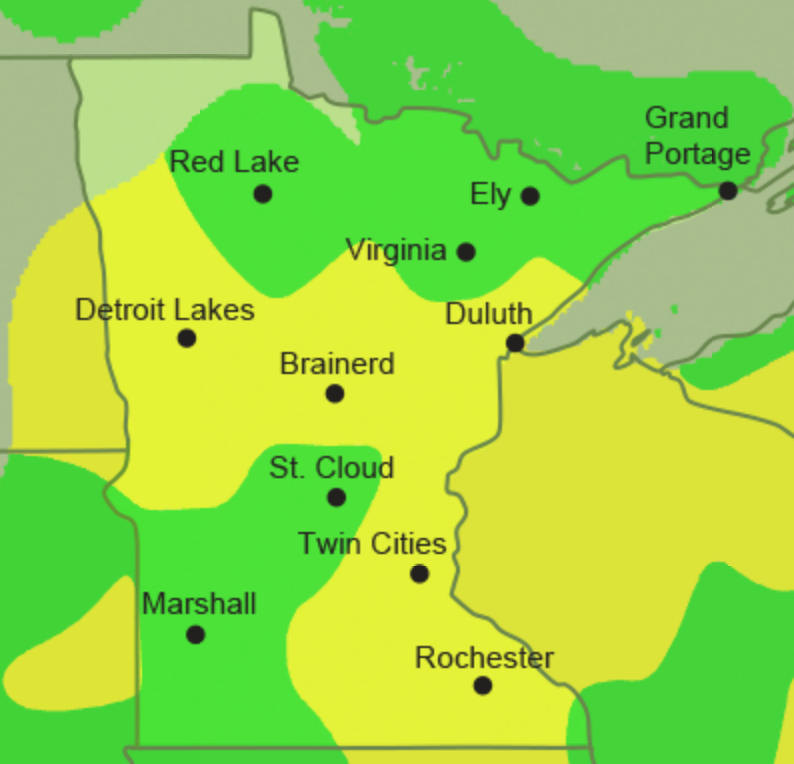 Grand
Portage
Red Lake
Ely
Virginia
Detroit Lakes
Duluth
Brainerd
St. Cloud
Twin Cities
Marshall
Rochester